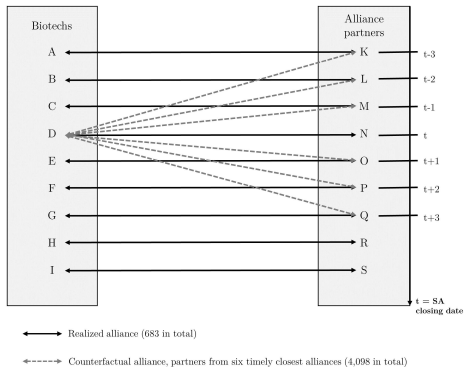 Biotechs
Alliance
partners
A
K
t-3
B
L
t-2
C
M
t-1
D
N
t
E
O
t+1
F
P
t+2
G
Q
t+3
H
R
I
S
t = SA
closing date
Realized alliance (683 in total)
Counterfactual alliance, partners from six timely closest alliances (4,098 in total)